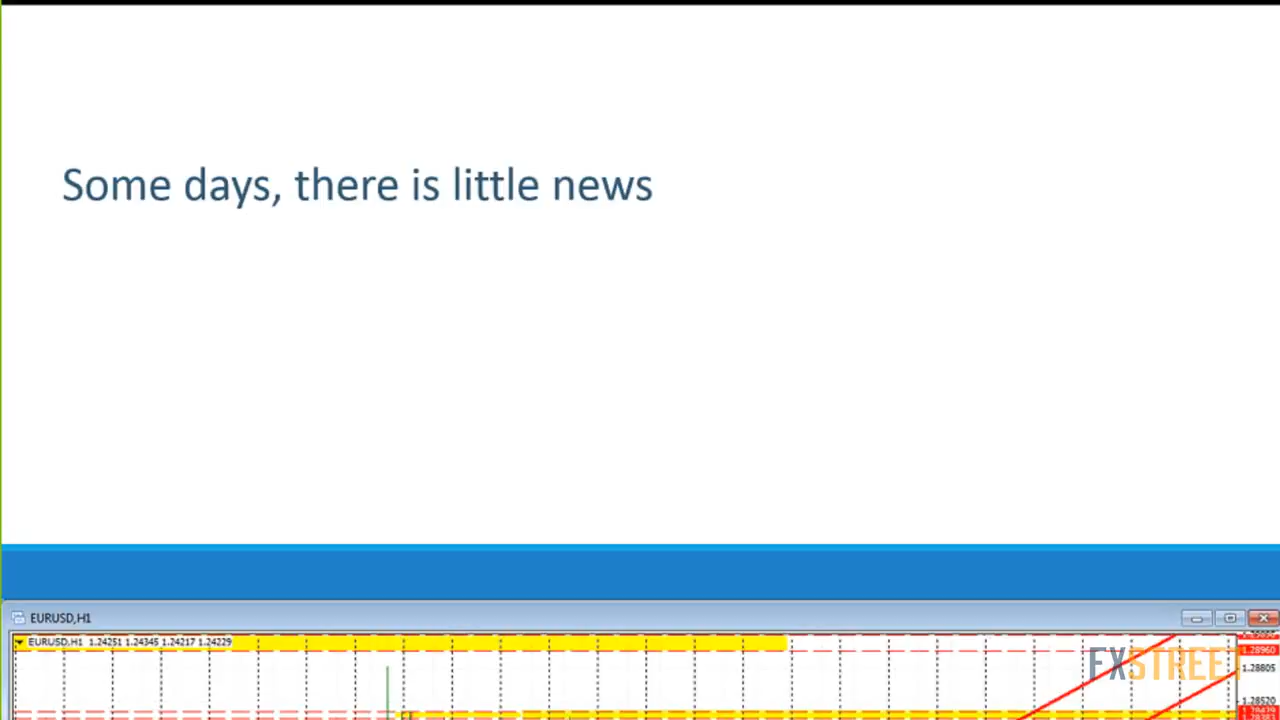 Some days, there is little news
EURUSD,H1
EURUSD,H1 1.24251 1.24345 1.24217 1.24229
1.28960
FXSTREET
1.28805
1.28520